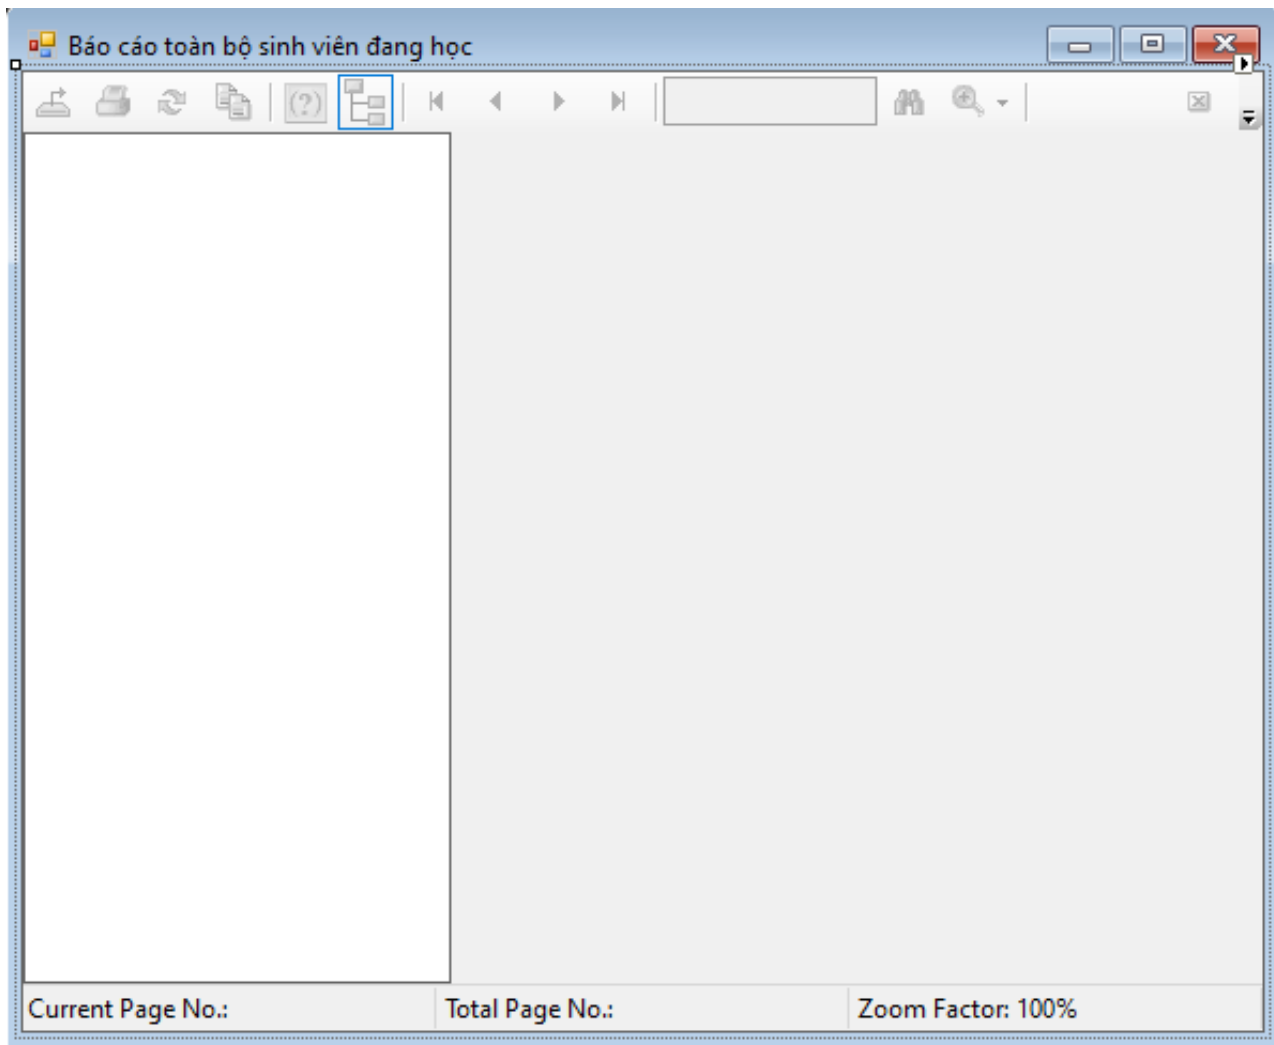 Báo cáo toàn bộ sinh viên đang học
(?)
Current Page No.: Total Page No.: Zoom Factor: 100%